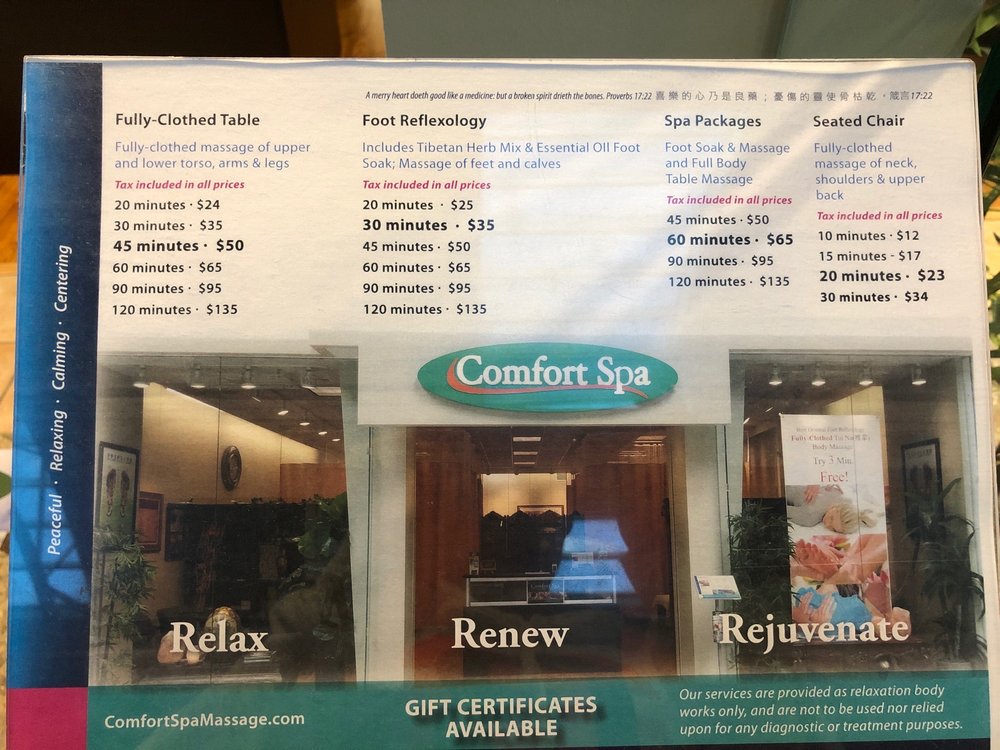 A merry heart doeth good like a medicine: but a broken spirit drieth the bones. Proverbs 17:22 喜樂的心乃是良藥；憂傷的靈使骨枯乾。箴言17:22
Fully-Clothed Table
Fully-clothed massage of upper
and lower torso, arms & legs
Tax included in all prices
20 minutes · $24
30 minutes · $35
45 minutes · $50
60 minutes · $65
90 minutes · $95
120 minutes · $135
Foot Reflexology
Includes Tibetan Herb Mix & Essential OIl Foot
Soak; Massage of feet and calves
Tax included in all prices
20 minutes · $25
30 minutes · $35
45 minutes · $50
60 minutes · $65
90 minutes · $95
120 minutes · $135
Spa Packages
Foot Soak & Massage
and Full Body
Table Massage
Tax included in all prices
45 minutes · $50
60 minutes · $65
90 minutes · $95
120 minutes · $135
Seated Chair
Fully-clothed
massage of neck,
shoulders & upper
back
Tax included in all prices
10 minutes · $12
15 minutes - $17
20 minutes · $23
30 minutes · $34
Peaceful · Relaxing · Calming · Centering
Comfort Spa
Foot Reflexology
Fully-Clothed Tui Na
Body Massage
Try 3 Min.
Free!
Comfort Spa
Relax
Renew
Rejuvenate
ComfortSpaMassage.com
GIFT CERTIFICATES
AVAILABLE
Our services are provided as relaxation body
works only, and are not to be used nor relied
upon for any diagnostic or treatment purposes.